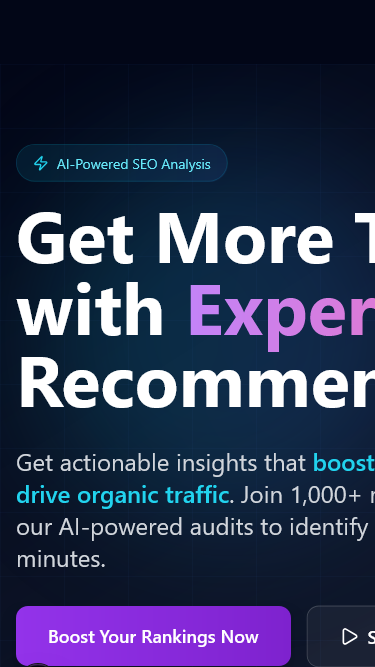 AI-Powered SEO Analysis
Get More
with Exper
Recommen
Get actionable insights that boost
drive organic traffic. Join 1,000+
our AI-powered audits to identify
minutes.
Boost Your Rankings Now